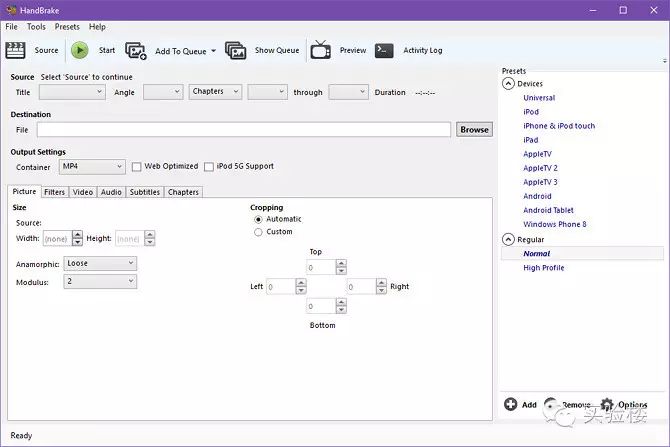 HandBrake
File Tools Presets Help
Source Start Add To Queue Show Queue Preview Activity Log
Source Select 'Source' to continue
Title Angle Chapters through Duration --:--:--
Destination
File Browse
Output Settings
Container MP4 Web Optimized iPod 5G Support
Picture Filters Video Audio Subtitles Chapters
Size
Source:
Width: (none) Height: (none)
Anamorphic: Loose
Modulus: 2
Cropping
Automatic
Custom
Top
0
Left 0 0 Right
0
Bottom
Presets
Devices
Universal
iPod
iPhone & iPod touch
iPad
AppleTV
AppleTV 2
AppleTV 3
Android
Android Tablet
Windows Phone 8
Regular
Normal
High Profile
Add Remove Options
实验楼
Ready